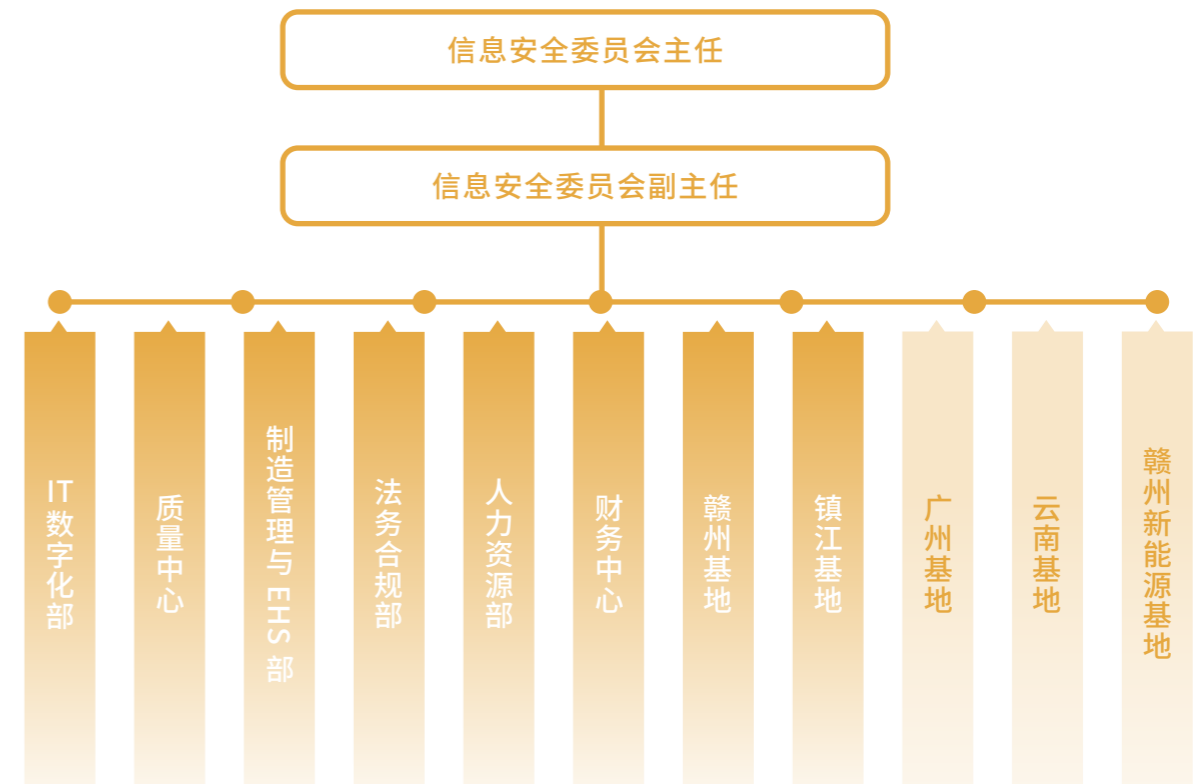 信息安全委员会主任
信息安全委员会副主任
IT数字化部
质量中心
制造管理与 EHS 部
法务合规部
人力资源部
财务中心
赣州基地
镇江基地
广州基地
云南基地
赣州新能源基地